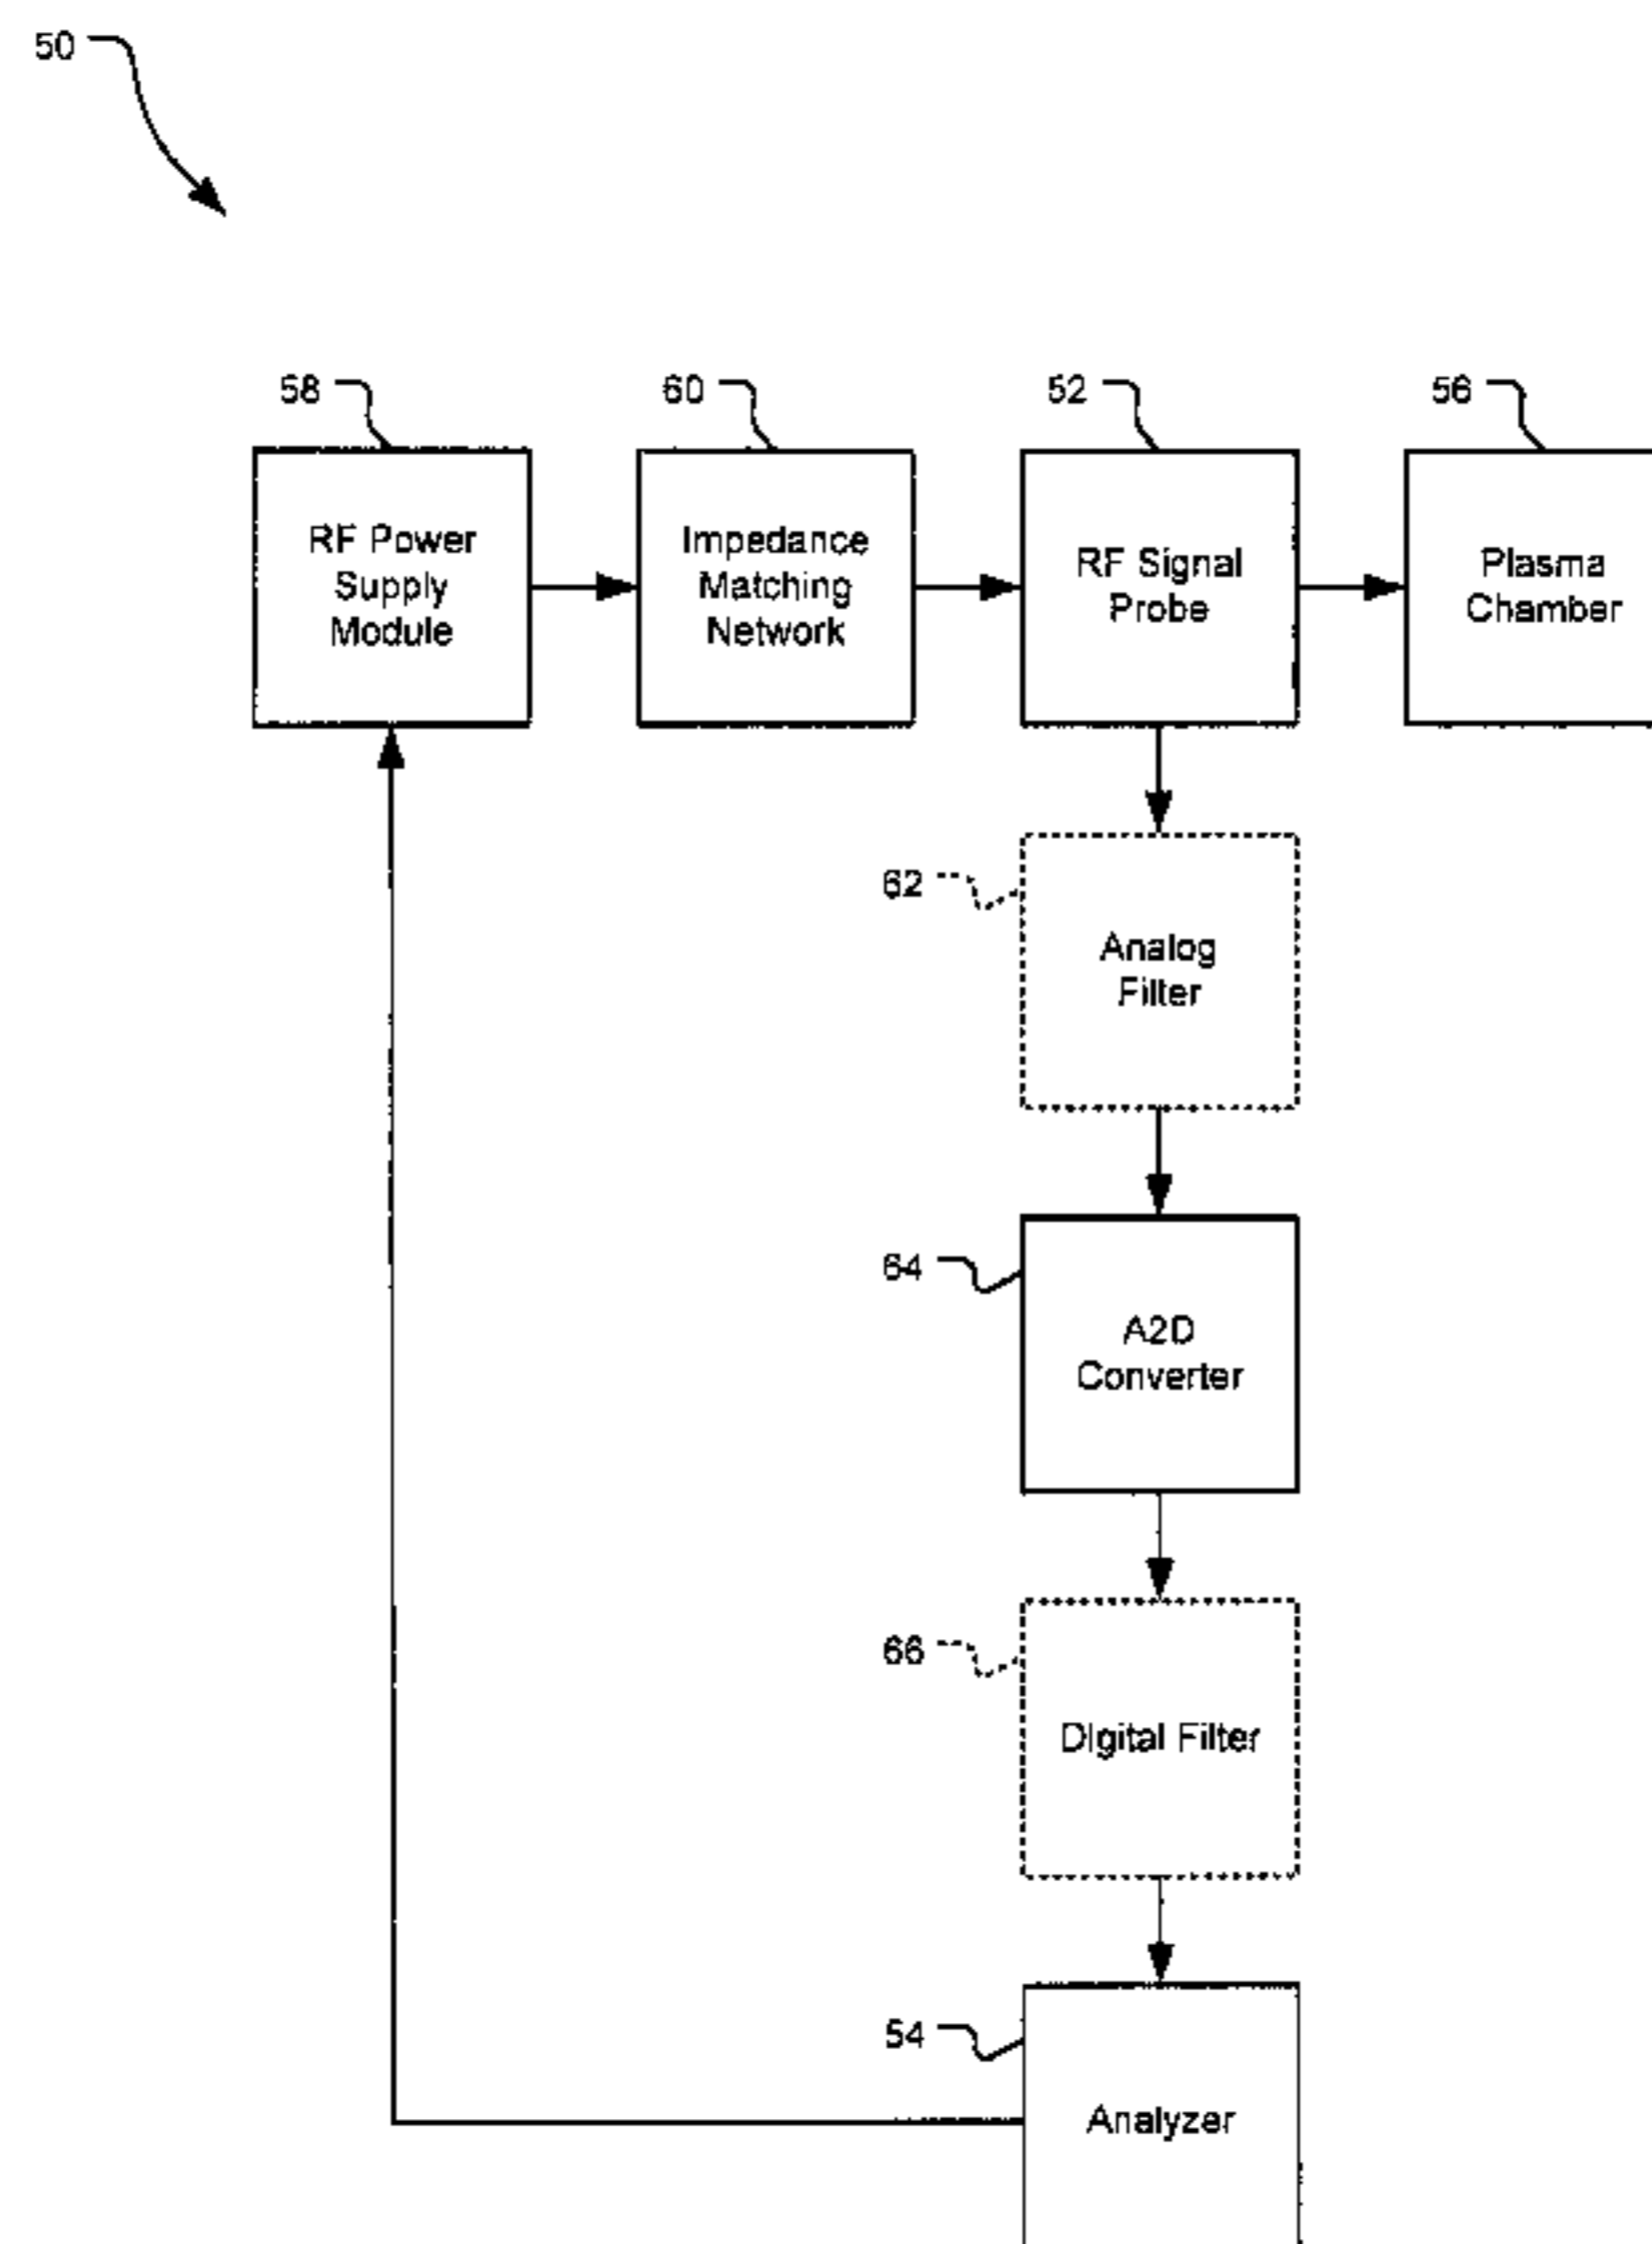 50
58
60
52
56
RF Power
Supply
Module
Impedance
Matching
Network
RF Signal
Probe
Plasma
Chamber
62
Analog
Filter
64
A2D
Converter
66
DIgital Filter
54
Analyzer